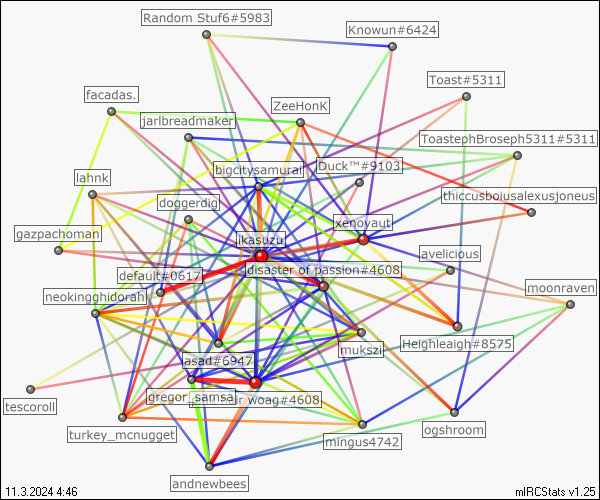 Random Stuf6#5983
Knowun#6424
Toast#5311
facadas.
ZeeHonK
jarlbreadmaker
ToastephBroseph5311#5311
bigcitysamurai
Duck™#9103
lahnk
doggerdig
thiccusboiusalexusjoneus
xenoyaut
gazpachoman
ikasuzu
avelicious
default#0617
disaster of passion#4608
moonraven
neokingghidorah
Heighleaigh#8575
mukszi
asad#6947
gregor_samsa
woag#4608
tescoroll
ogshroom
turkey_mcnugget
mingus4742
andnewbees
11.3.2024 4:46
mIRCStats v1.25